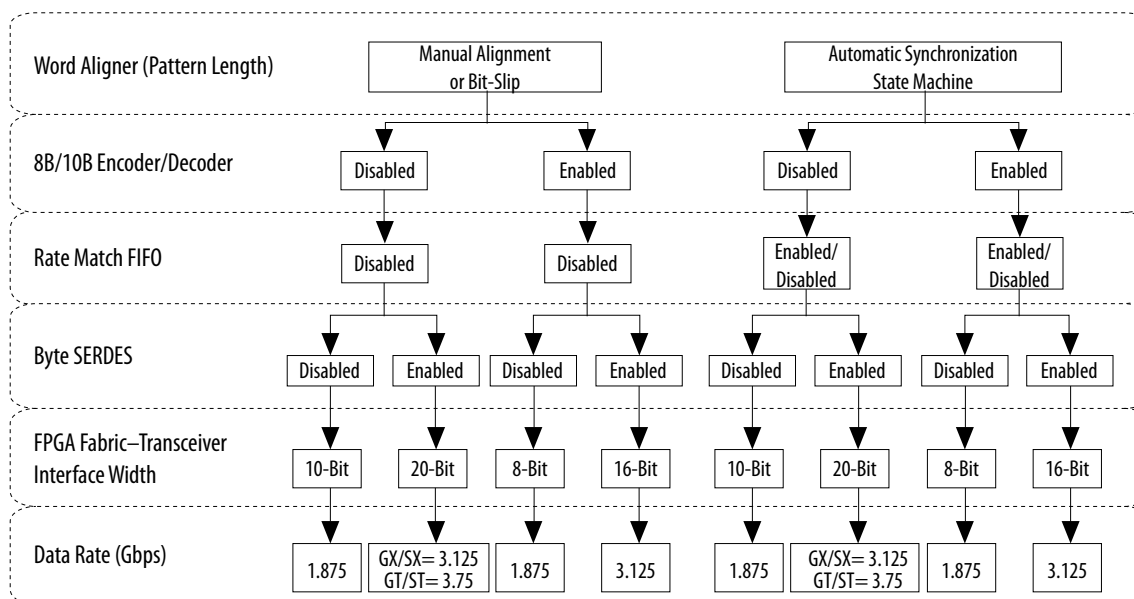 Word Aligner (Pattern Length)
Manual Alignment
or Bit-Slip
Automatic Synchronization
State Machine
8B/10B Encoder/Decoder
Disabled
Enabled
Disabled
Enabled
Rate Match FIFO
Disabled
Disabled
Enabled/
Disabled
Enabled/
Disabled
Byte SERDES
Disabled
Enabled
Disabled
Enabled
Disabled
Enabled
Disabled
Enabled
FPGA Fabric–Transceiver
Interface Width
10-Bit
20-Bit
8-Bit
16-Bit
10-Bit
20-Bit
8-Bit
16-Bit
Data Rate (Gbps)
1.875
GX/SX= 3.125
GT/ST= 3.75
1.875
3.125
1.875
GX/SX= 3.125
GT/ST= 3.75
1.875
3.125